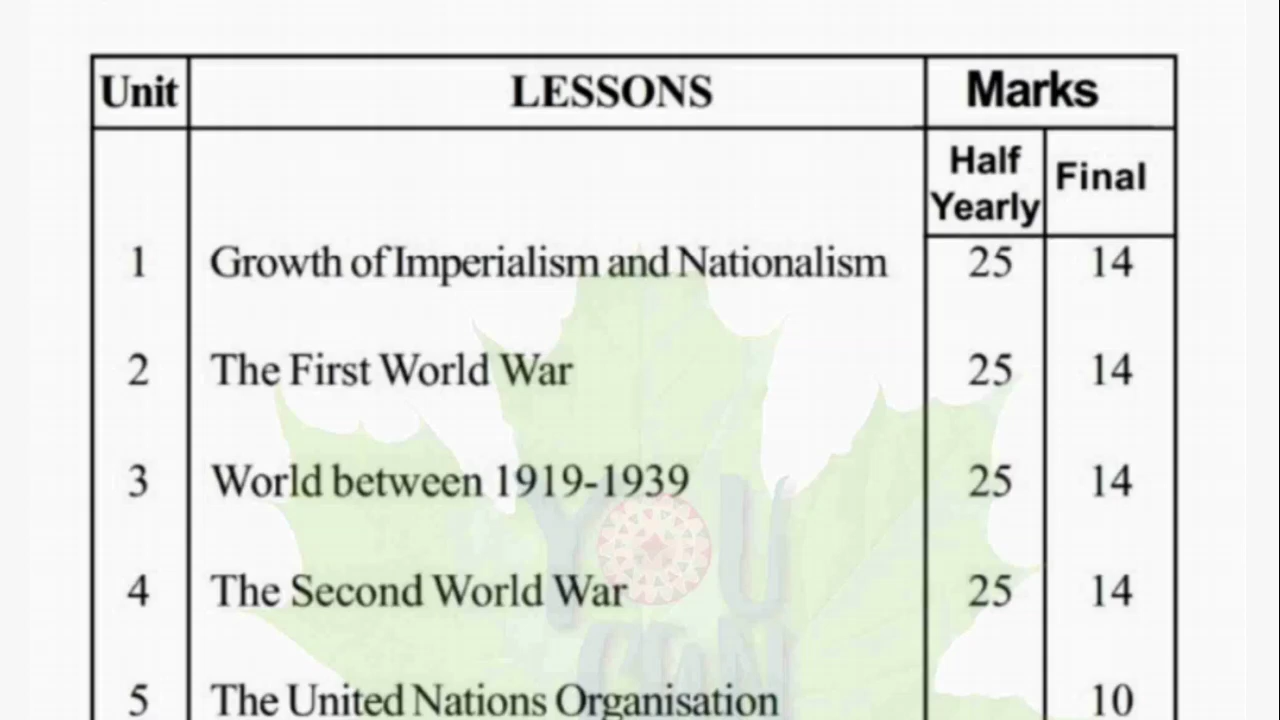 Unit LESSONS Marks
Half Yearly Final
1 Growth of Imperialism and Nationalism 25 14
2 The First World War 25 14
3 World between 1919-1939 25 14
4 The Second World War 25 14
YOU
CAN
5 The United Nations Organisation 10